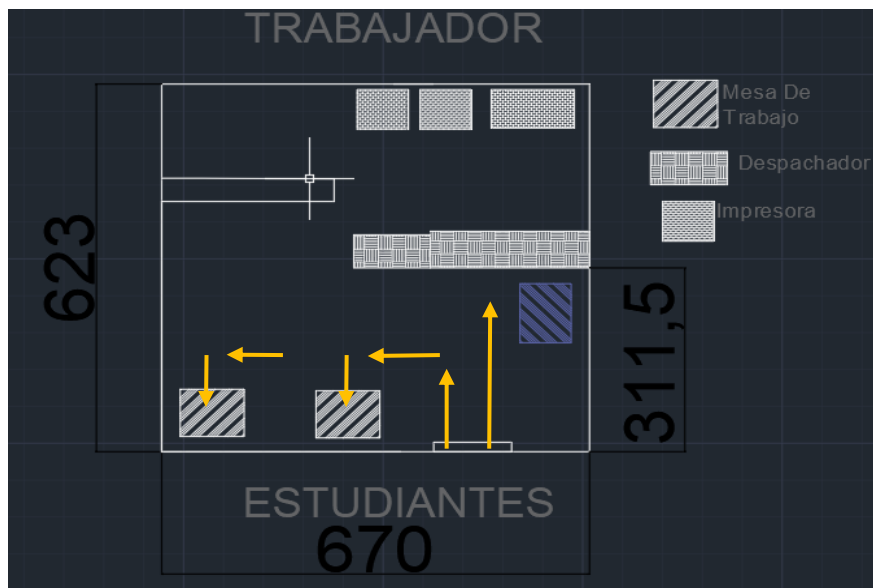 TRABAJADOR
Mesa De
Trabajo
Despachador
Impresora
623
311,5
ESTUDIANTES
670